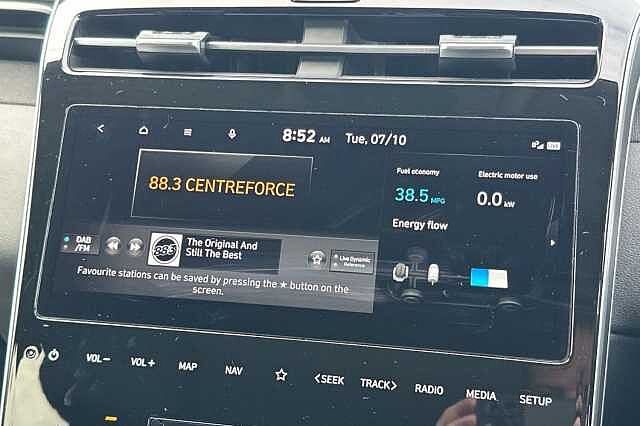 8:52 AM Tue, 07/10
88.3 CENTREFORCE
Fuel economy
38.5 MPG
Electric motor use
0.0 kW
Energy flow
DAB
/FM
883
The Original And
Still The Best
Live Dynamic
Reference
Favourite stations can be saved by pressing the ★ button on the
screen.
VOL− VOL+ MAP NAV ☆ <SEEK TRACK> RADIO MEDIA SETUP